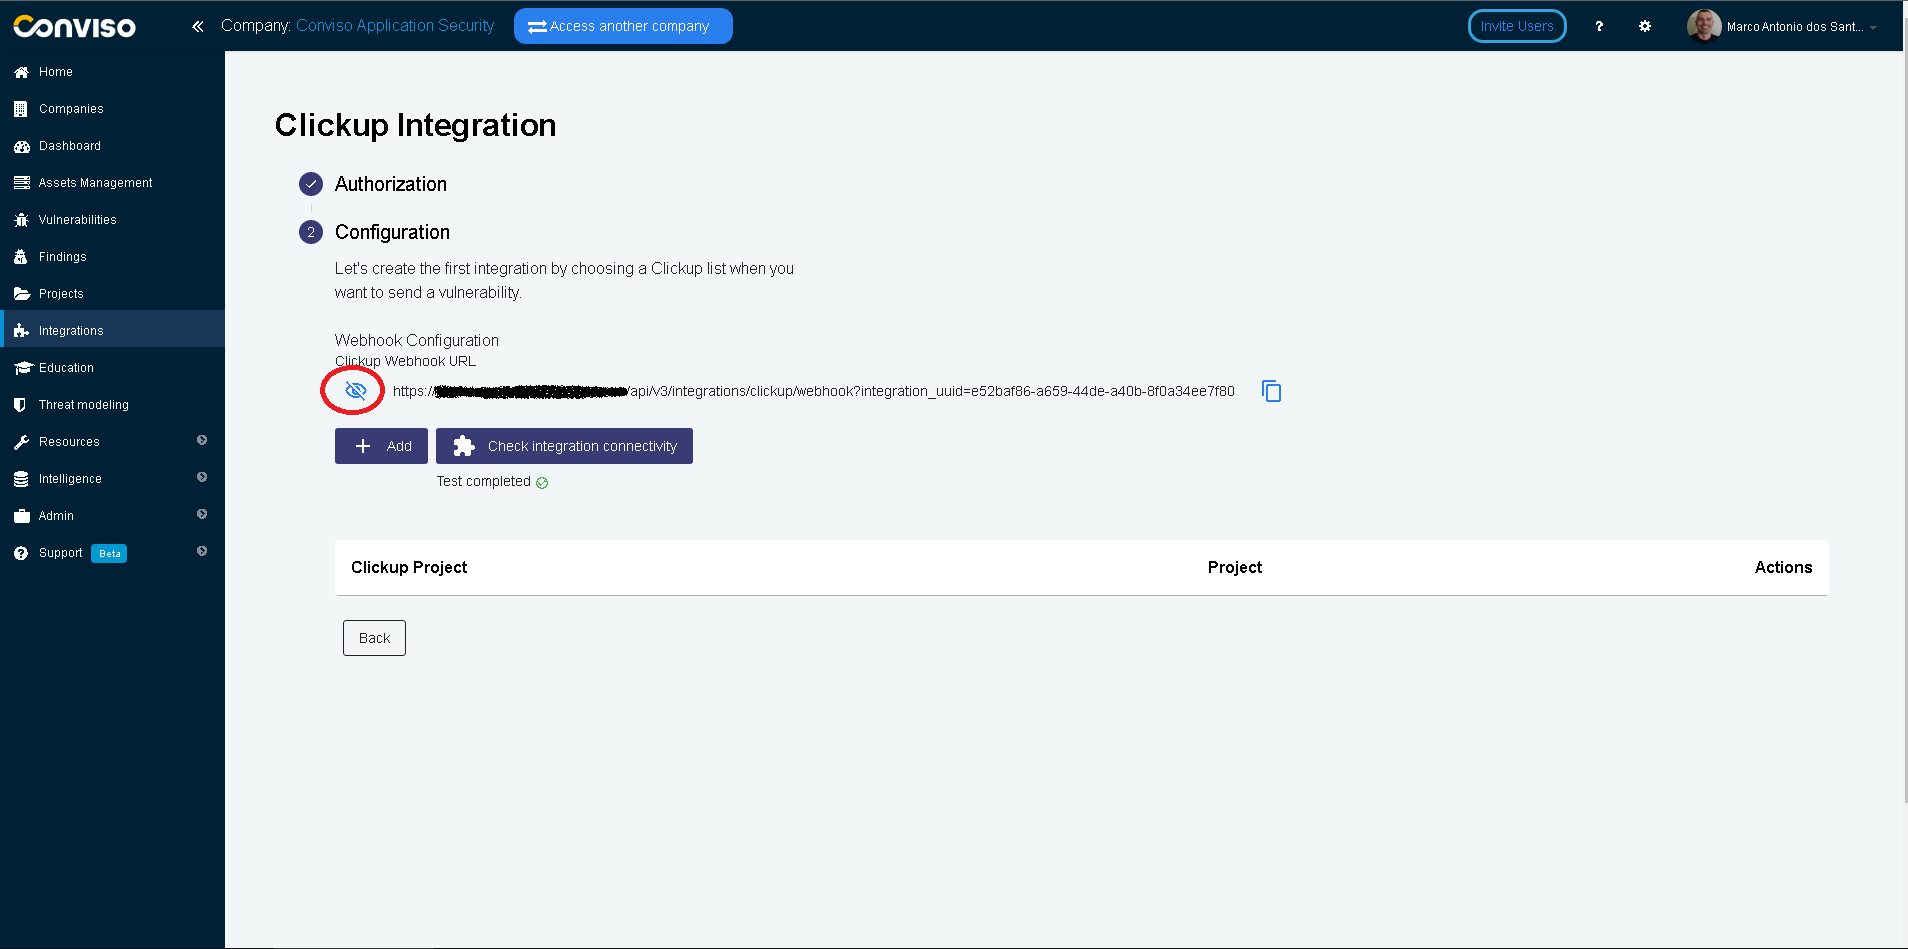 Conviso
Company: Conviso Application Security
Access another company
Invite Users
?
Marco Antonio dos Sant...
Home
Companies
Dashboard
Assets Management
Vulnerabilities
Findings
Projects
Integrations
Education
Threat modeling
Resources
Intelligence
Admin
Support Beta
Clickup Integration
Authorization
2 Configuration
Let's create the first integration by choosing a Clickup list when you
want to send a vulnerability.
Webhook Configuration
Clickup Webhook URL
https:// /api/v3/integrations/clickup/webhook?integration_uuid=e52baf86-a659-44de-a40b-8f0a34ee7f80
+ Add
Check integration connectivity
Test completed
Clickup Project Project Actions
Back